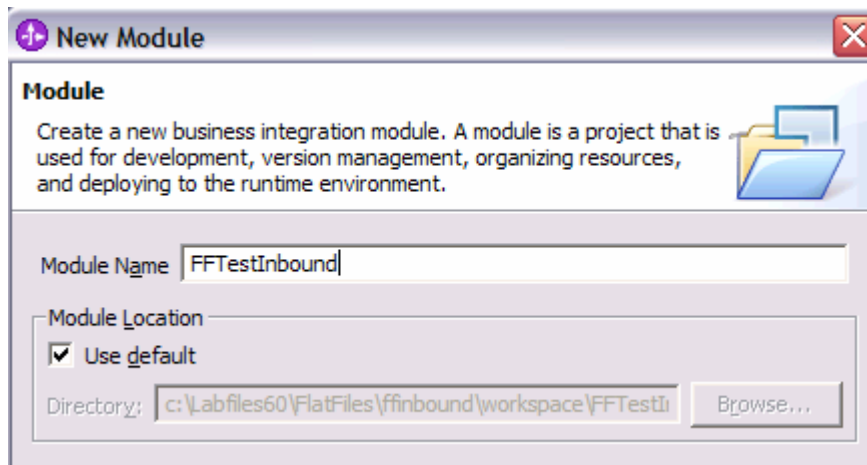 New Module
Module
Create a new business integration module. A module is a project that is
used for development, version management, organizing resources,
and deploying to the runtime environment.
Module Name FFTestInbound
Module Location
Use default
Directory: c:\Labfiles60\FlatFiles\ffinbound\workspace\FFTestI Browse...